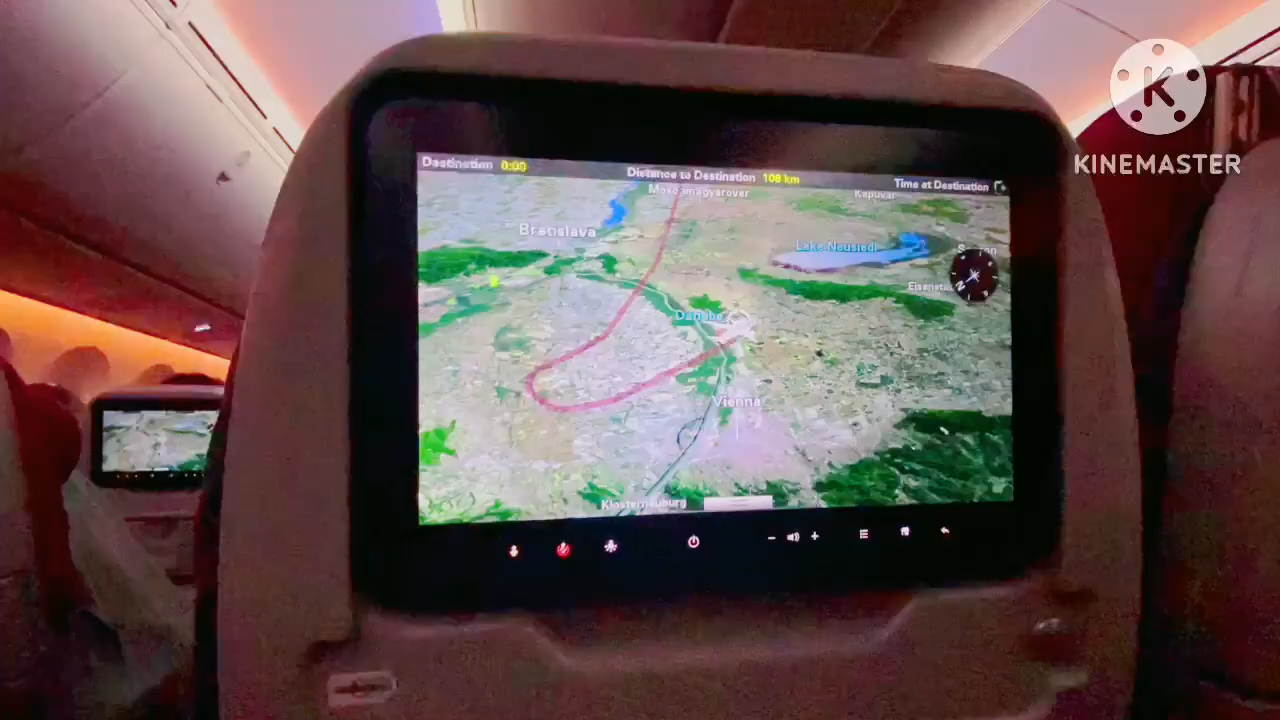 K
KINEMASTER
Destination 0:00
Distance to Destination 108 km
Time at Destination
Kapuvar
Bratislava
Lake Neusiedl
N
Danube
Vienna
Klosterneuburg